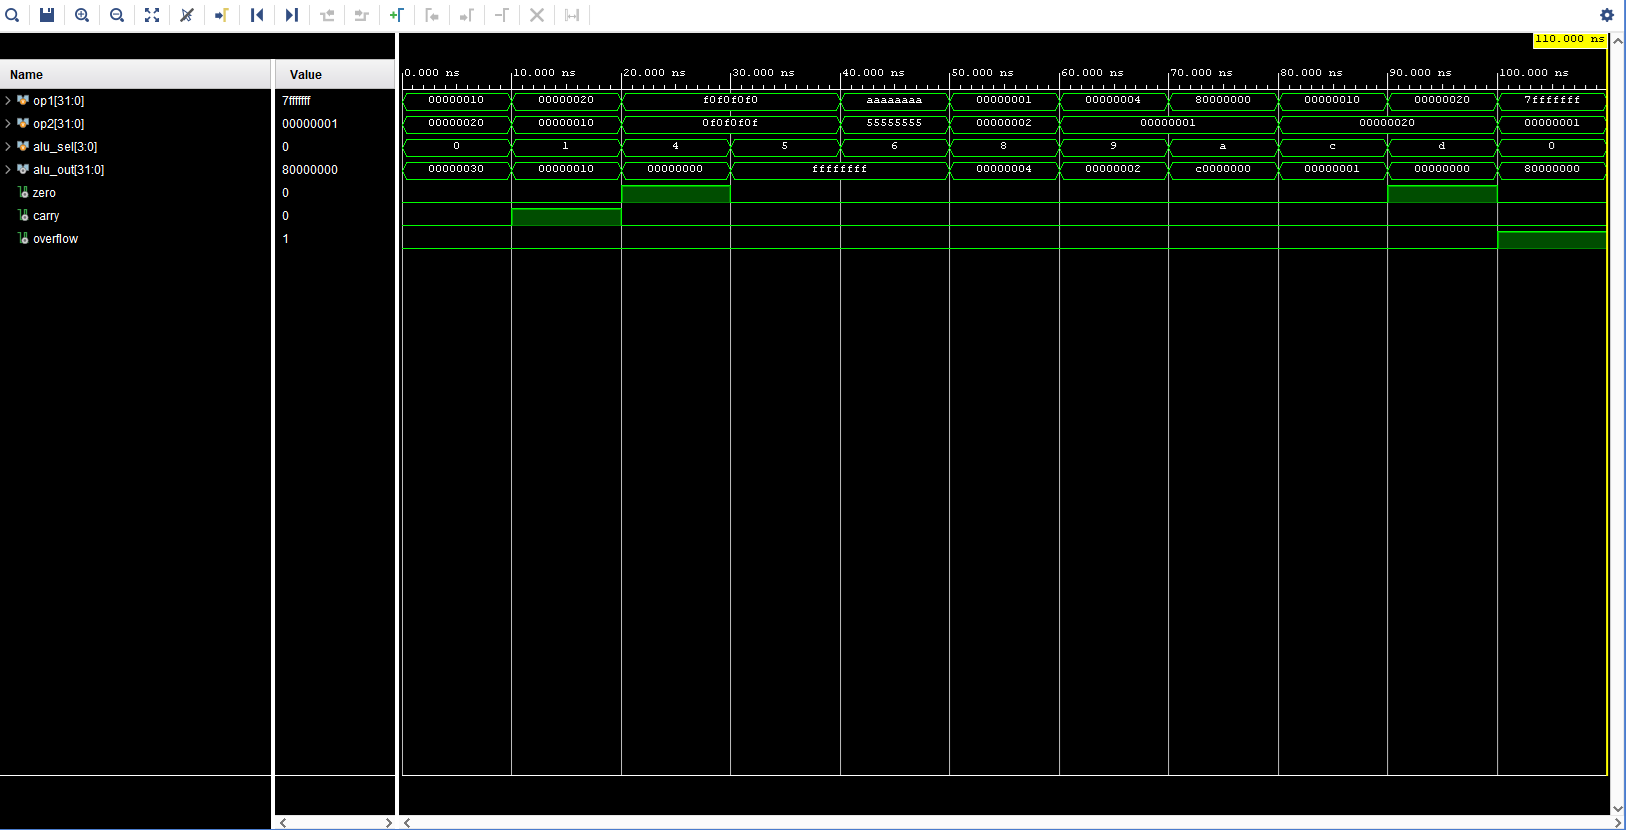 110.000 ns
Name Value 0.000 ns 10.000 ns 20.000 ns 30.000 ns 40.000 ns 50.000 ns 60.000 ns 70.000 ns 80.000 ns 90.000 ns 100.000 ns
op1[31:0] 7fffffff 00000010 00000020 f0f0f0f0 aaaaaaaa 00000001 00000004 80000000 00000010 00000020 7fffffff
op2[31:0] 00000001 00000020 00000010 0f0f0f0f 55555555 00000002 00000001 00000020 00000001
alu_sel[3:0] 0 0 1 4 5 6 8 9 a c d 0
alu_out[31:0] 80000000 00000030 00000010 00000000 ffffffff 00000004 00000002 c0000000 00000001 00000000 80000000
zero 0
carry 0
overflow 1